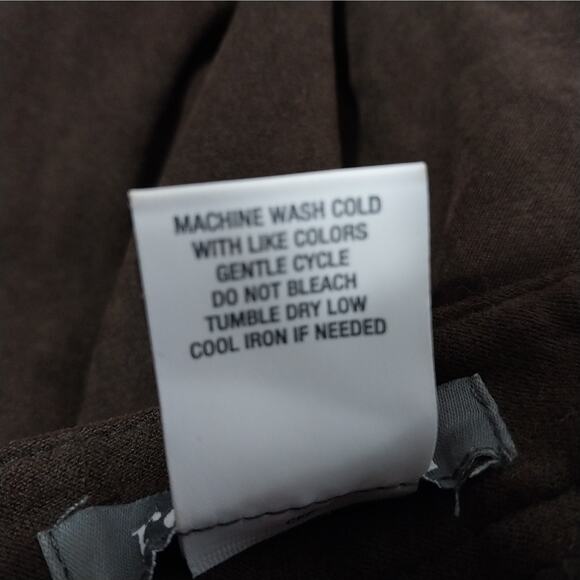 MACHINE WASH COLD
WITH LIKE COLORS
GENTLE CYCLE
DO NOT BLEACH
TUMBLE DRY LOW
COOL IRON IF NEEDED